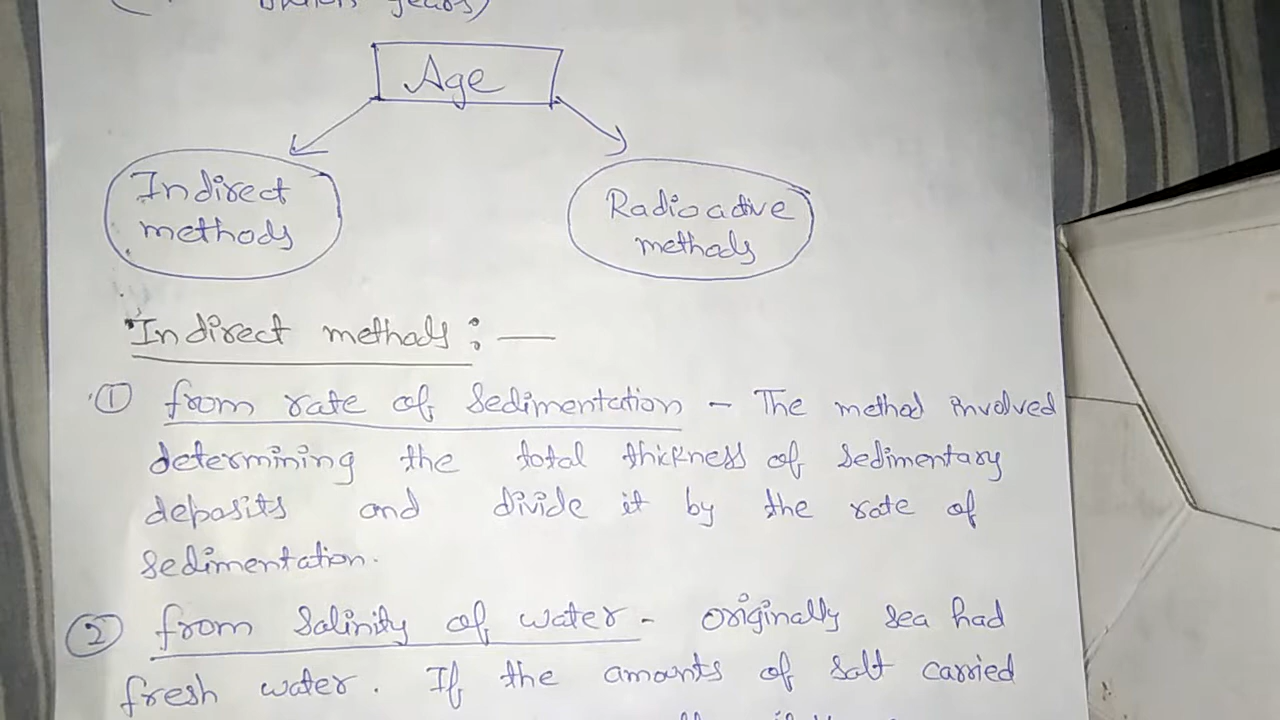 years)
Age
Indirect
methods
Radioactive
methods
Indirect methods : —
① from rate of Sedimentation - The method involved
determining the total thickness of Sedimentary
deposits and divide it by the rate of
Sedimentation.
② from Salinity of water - originally sea had
fresh water. If the amounts of salt carried